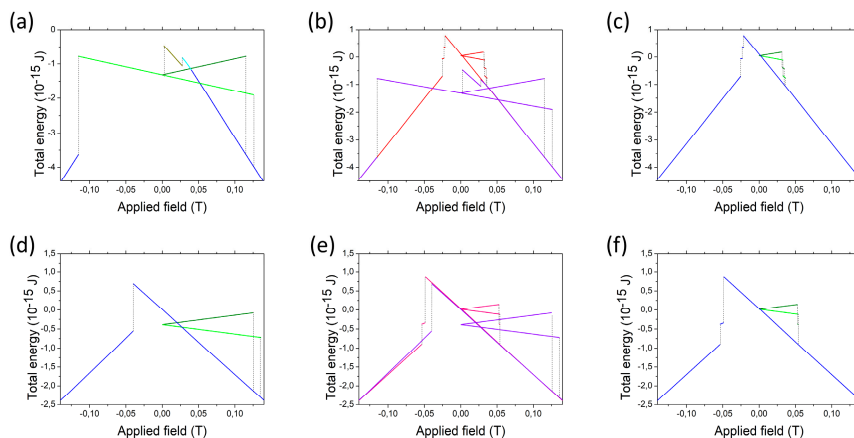 (a)
(b)
(c)
Total energy (10⁻¹⁵ J)
0
-1
-2
-3
-4
-0,10 -0,05 0,00 0,05 0,10
Applied field (T)
Total energy (10⁻¹⁵ J)
1
0
-1
-2
-3
-4
-0,10 -0,05 0,00 0,05 0,10
Applied field (T)
Total energy (10⁻¹⁵ J)
1
0
-1
-2
-3
-4
-0,10 -0,05 0,00 0,05 0,10
Applied field (T)
(d)
(e)
(f)
Total energy (10⁻¹⁵ J)
1,5
1,0
0,5
0,0
-0,5
-1,0
-1,5
-2,0
-2,5
-0,10 -0,05 0,00 0,05 0,10
Applied field (T)
Total energy (10⁻¹⁵ J)
1,5
1,0
0,5
0,0
-0,5
-1,0
-1,5
-2,0
-2,5
-0,10 -0,05 0,00 0,05 0,10
Applied field (T)
Total energy (10⁻¹⁵ J)
1,5
1,0
0,5
0,0
-0,5
-1,0
-1,5
-2,0
-2,5
-0,10 -0,05 0,00 0,05 0,10
Applied field (T)